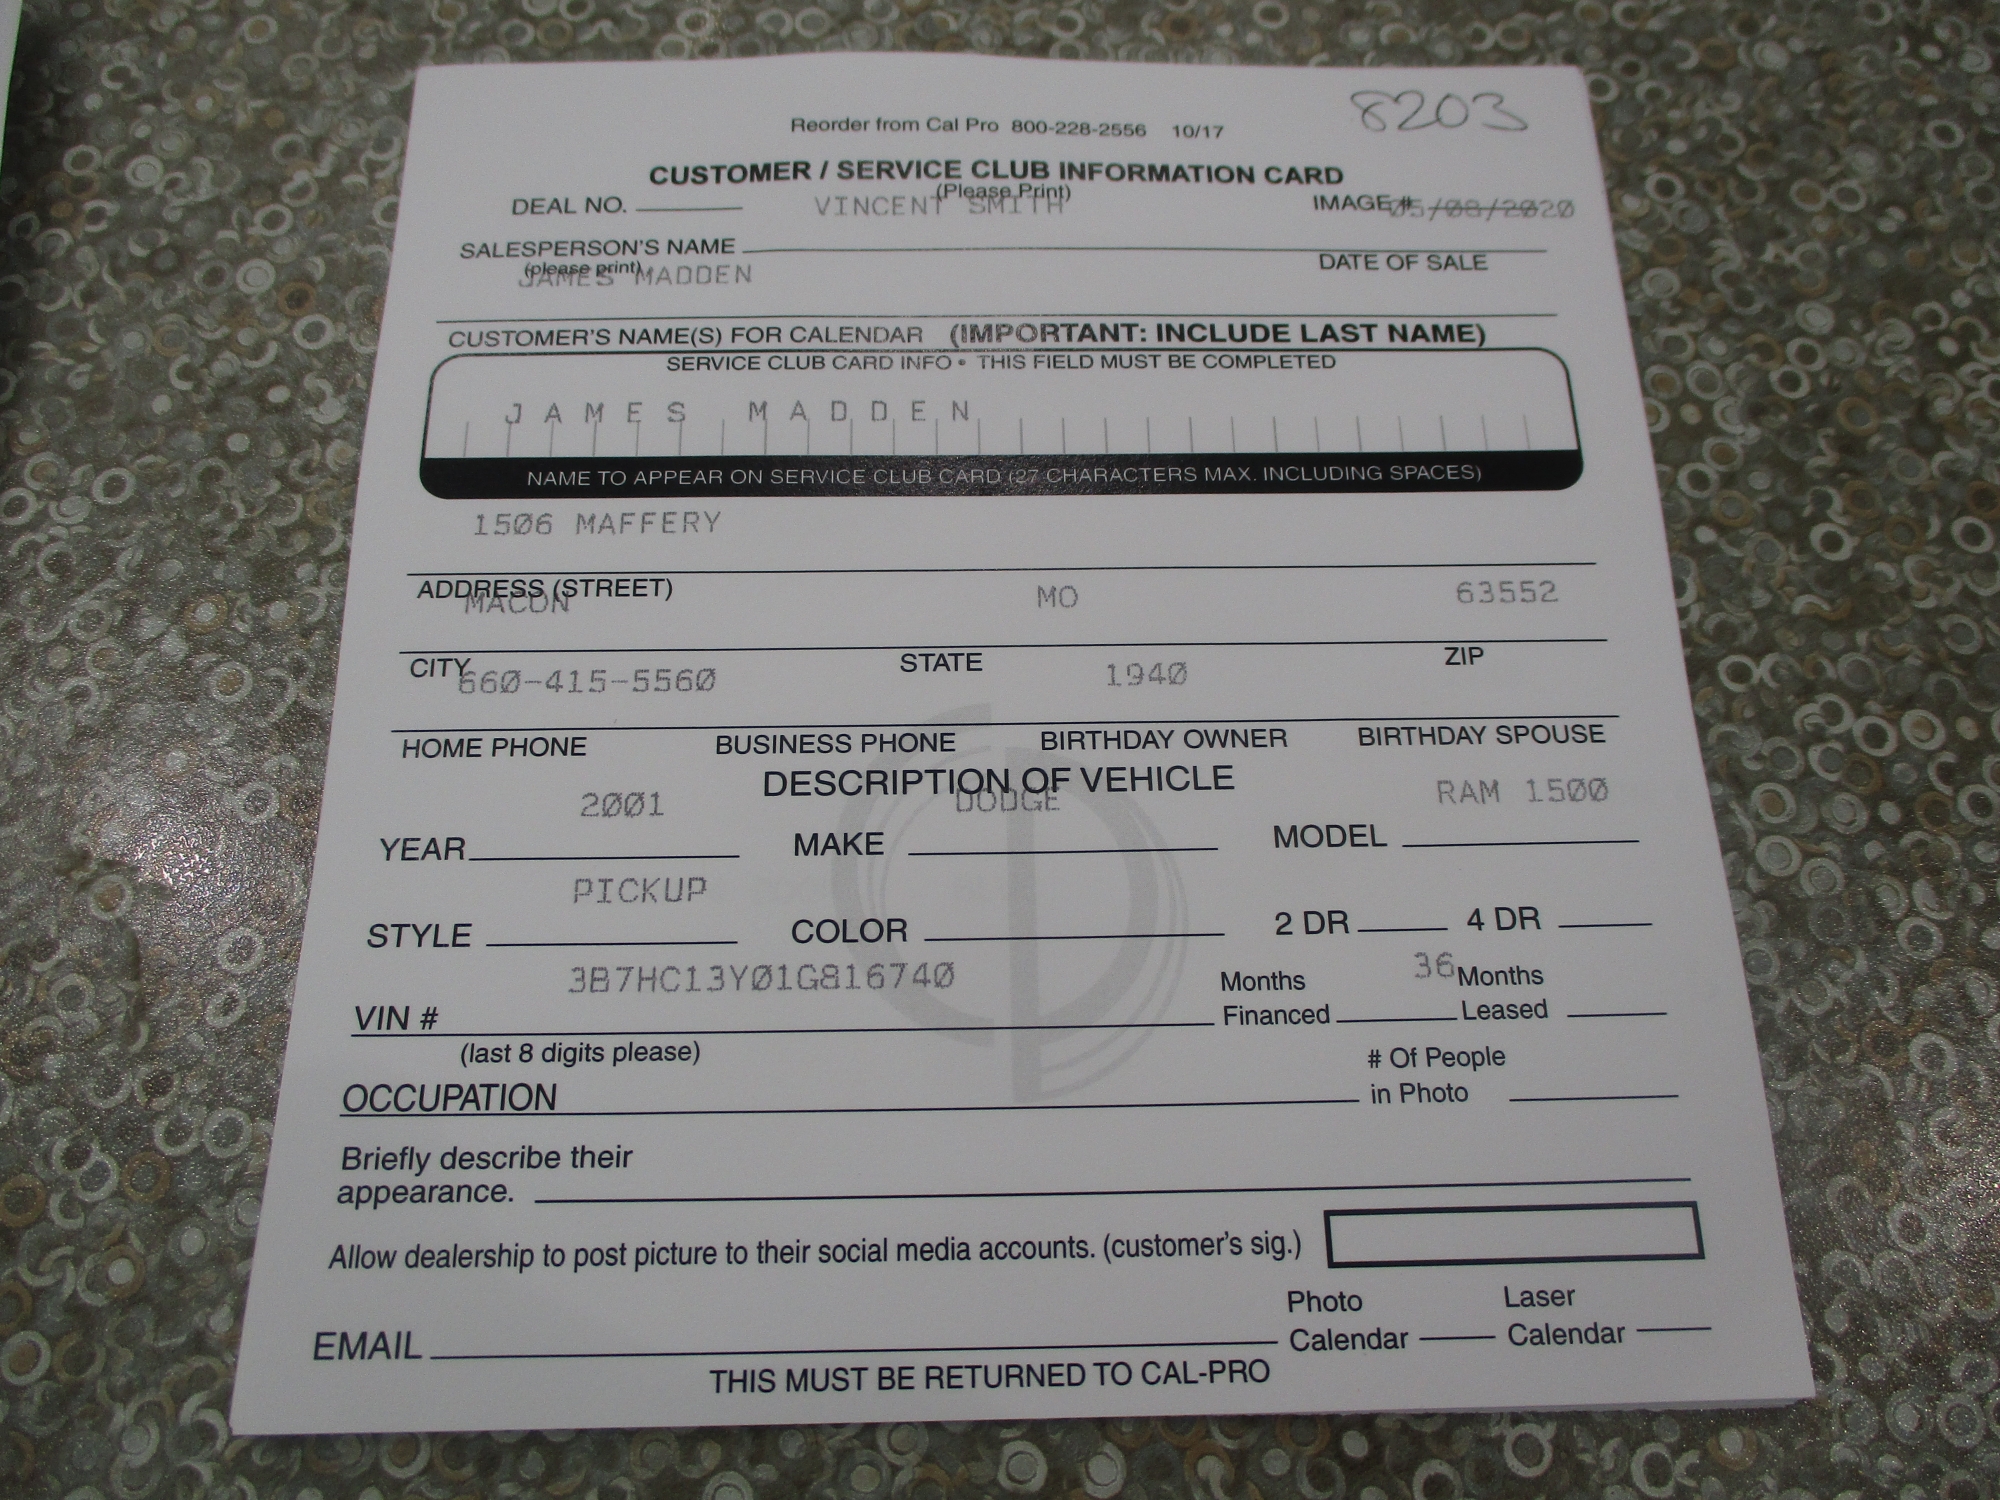 8203
Reorder from Cal Pro 800-228-2556 10/17
CUSTOMER / SERVICE CLUB INFORMATION CARD
(Please Print)
DEAL NO. VINCENT SMITH IMAGE# 05/08/2020
SALESPERSON'S NAME DATE OF SALE
(please print)
JAMES MADDEN
CUSTOMER'S NAME(S) FOR CALENDAR (IMPORTANT: INCLUDE LAST NAME)
SERVICE CLUB CARD INFO • THIS FIELD MUST BE COMPLETED
JAMES MADDEN
NAME TO APPEAR ON SERVICE CLUB CARD (27 CHARACTERS MAX. INCLUDING SPACES)
1506 MAFFERY
ADDRESS (STREET)
MACON MO 63552
CITY STATE ZIP
660-415-5560 1940
HOME PHONE BUSINESS PHONE BIRTHDAY OWNER BIRTHDAY SPOUSE
DESCRIPTION OF VEHICLE
2001 DODGE RAM 1500
YEAR MAKE MODEL
PICKUP
STYLE COLOR 2 DR 4 DR
3B7HC13Y01G816740 36
VIN # Months Financed Months Leased
(last 8 digits please)
OCCUPATION # Of People in Photo
Briefly describe their
appearance.
Allow dealership to post picture to their social media accounts. (customer's sig.)
EMAIL Photo Calendar Laser Calendar
THIS MUST BE RETURNED TO CAL-PRO